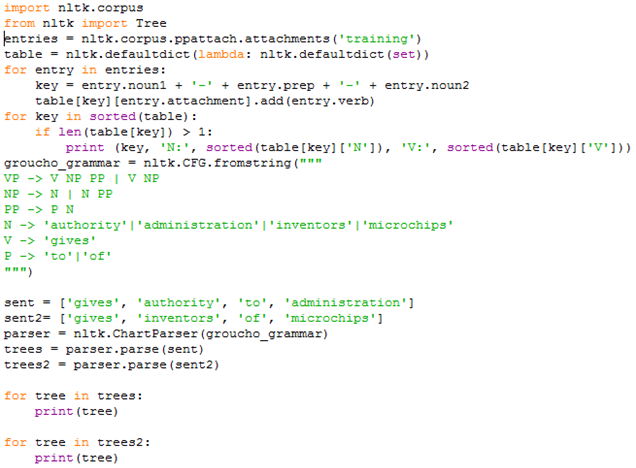 import nltk.corpus
from nltk import Tree
entries = nltk.corpus.ppattach.attachments('training')
table = nltk.defaultdict(lambda: nltk.defaultdict(set))
for entry in entries:
    key = entry.noun1 + '-' + entry.prep + '-' + entry.noun2
    table[key][entry.attachment].add(entry.verb)
for key in sorted(table):
    if len(table[key]) > 1:
        print (key, 'N:', sorted(table[key]['N']), 'V:', sorted(table[key]['V']))
groucho_grammar = nltk.CFG.fromstring("""
VP -> V NP PP | V NP
NP -> N | N PP
PP -> P N
N -> 'authority'|'administration'|'inventors'|'microchips'
V -> 'gives'
P -> 'to'|'of'
""")
sent = ['gives', 'authority', 'to', 'administration']
sent2= ['gives', 'inventors', 'of', 'microchips']
parser = nltk.ChartParser(groucho_grammar)
trees = parser.parse(sent)
trees2 = parser.parse(sent2)
for tree in trees:
    print(tree)
for tree in trees2:
    print(tree)